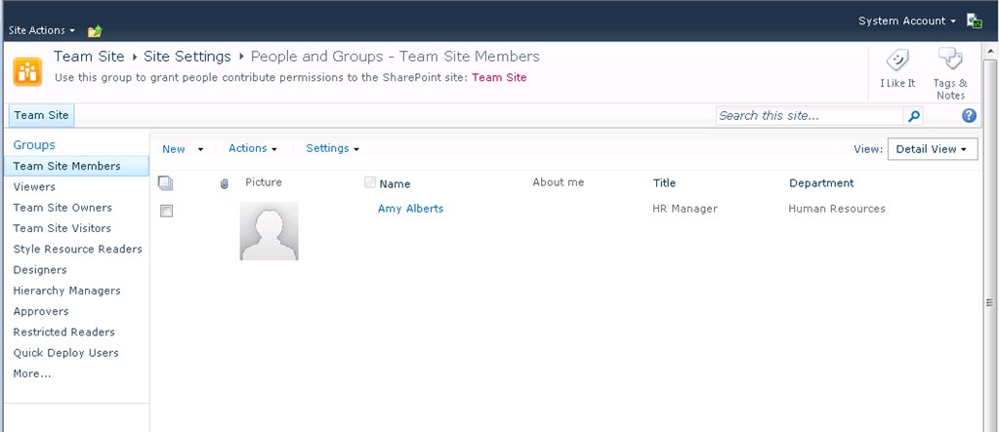 Site Actions
System Account
Team Site ▸ Site Settings ▸ People and Groups - Team Site Members
Use this group to grant people contribute permissions to the SharePoint site: Team Site
I Like It
Tags &
Notes
Team Site
Search this site...
Groups
Team Site Members
Viewers
Team Site Owners
Team Site Visitors
Style Resource Readers
Designers
Hierarchy Managers
Approvers
Restricted Readers
Quick Deploy Users
More...
New Actions Settings View: Detail View
Picture Name About me Title Department
Amy Alberts HR Manager Human Resources